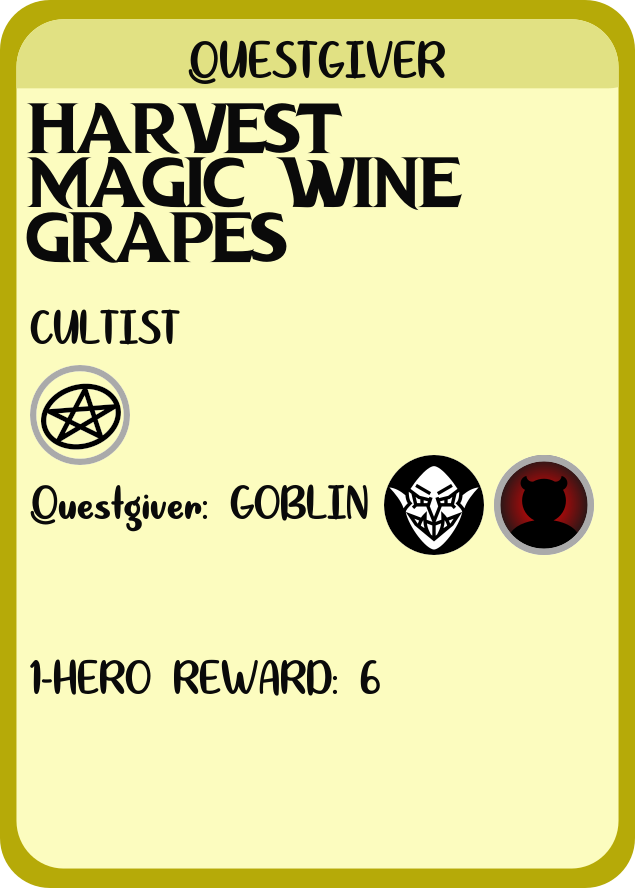 QUESTGIVER
HARVEST
MAGIC WINE
GRAPES
CULTIST
Questgiver: GOBLIN
1-HERO REWARD: 6